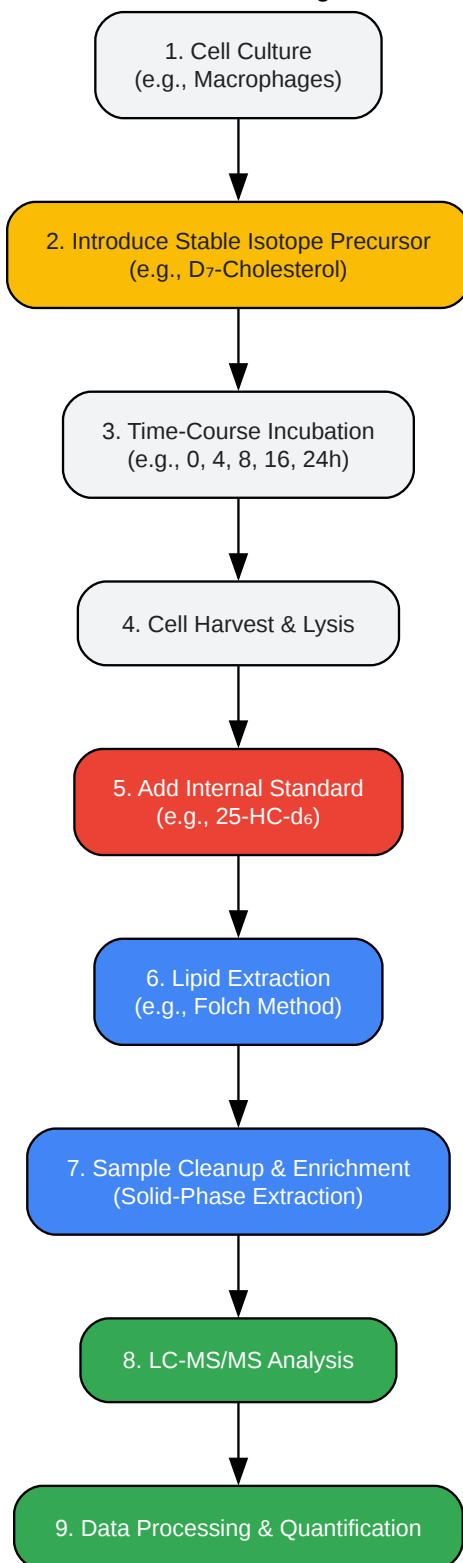 1. Cell Culture
(e.g., Macrophages)
2. Introduce Stable Isotope Precursor
(e.g., D₇-Cholesterol)
3. Time-Course Incubation
(e.g., 0, 4, 8, 16, 24h)
4. Cell Harvest & Lysis
5. Add Internal Standard
(e.g., 25-HC-d₆)
6. Lipid Extraction
(e.g., Folch Method)
7. Sample Cleanup & Enrichment
(Solid-Phase Extraction)
8. LC-MS/MS Analysis
9. Data Processing & Quantification